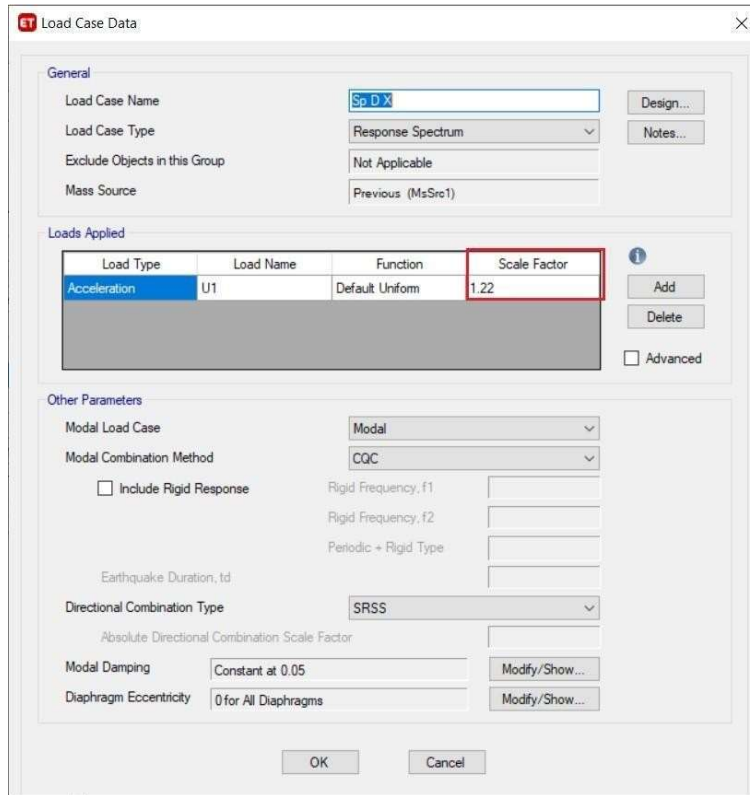 ET Load Case Data
General
Load Case Name Sp D X Design...
Load Case Type Response Spectrum Notes...
Exclude Objects in this Group Not Applicable
Mass Source Previous (MsSrc1)
Loads Applied
Load Type Load Name Function Scale Factor
Acceleration U1 Default Uniform 1.22 Add
Delete
Advanced
Other Parameters
Modal Load Case Modal
Modal Combination Method CQC
Include Rigid Response Rigid Frequency, f1
Rigid Frequency, f2
Periodic + Rigid Type
Earthquake Duration, td
Directional Combination Type SRSS
Absolute Directional Combination Scale Factor
Modal Damping Constant at 0.05 Modify/Show...
Diaphragm Eccentricity 0 for All Diaphragms Modify/Show...
OK Cancel